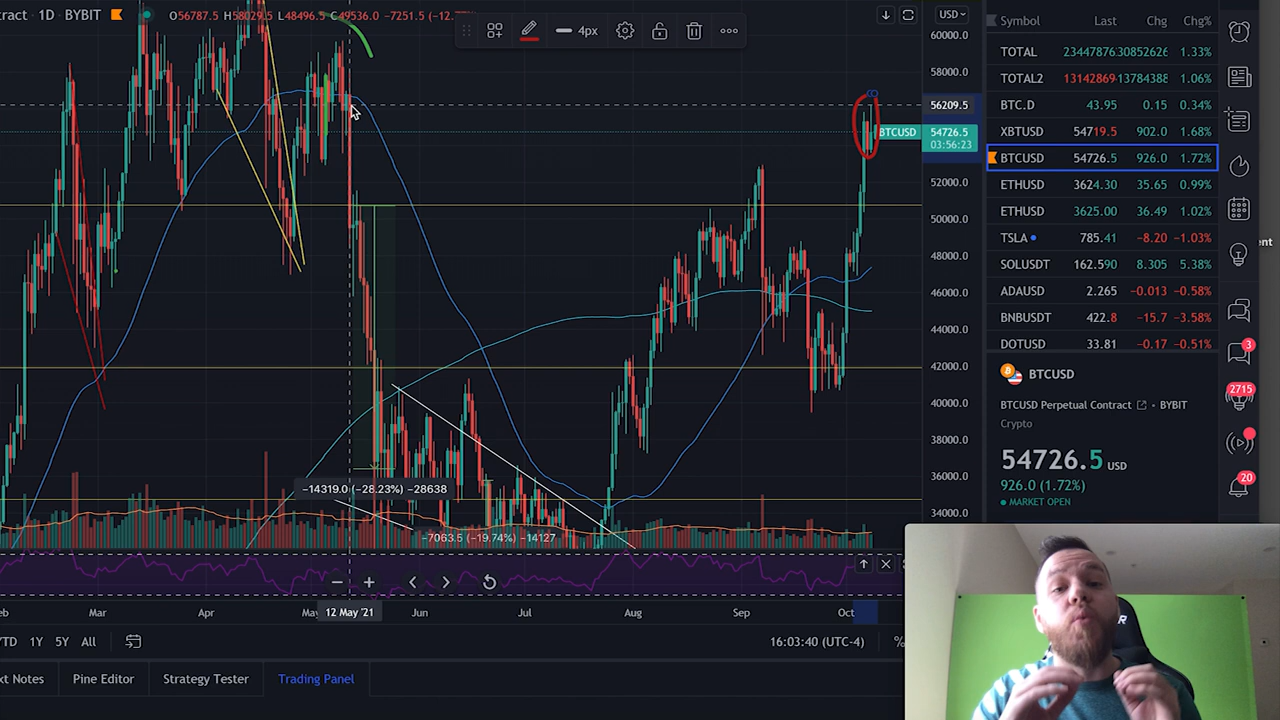 ract · 1D · BYBIT O56787.5 H58029.5 L48496.5 C49536.0 −7251.5 (−12.
4px
USD
60000.0
58000.0
56209.5
BTCUSD 54726.5
03:56:23
52000.0
50000.0
48000.0
46000.0
44000.0
42000.0
40000.0
38000.0
36000.0
34000.0
−14319.0 (−28.23%) −28638
−7063.5 (−19.74%) −14127
eb Mar Apr May 12 May '21 Jun Jul Aug Sep Oct
YTD 1Y 5Y All 16:03:40 (UTC-4) %
xt Notes Pine Editor Strategy Tester Trading Panel
Symbol Last Chg Chg%
TOTAL 23447876 30852626 1.33%
TOTAL2 13142869 13784388 1.06%
BTC.D 43.95 0.15 0.34%
XBTUSD 54719.5 902.0 1.68%
BTCUSD 54726.5 926.0 1.72%
ETHUSD 3624.30 35.65 0.99%
ETHUSD 3625.00 36.49 1.02%
TSLA 785.41 −8.20 −1.03%
SOLUSDT 162.590 8.305 5.38%
ADAUSD 2.265 −0.013 −0.58%
BNBUSDT 422.8 −15.7 −3.58%
DOTUSD 33.81 −0.17 −0.51%
BTCUSD
BTCUSD Perpetual Contract · BYBIT
Crypto
54726.5 USD
926.0 (1.72%)
MARKET OPEN
3
2715
20
ent